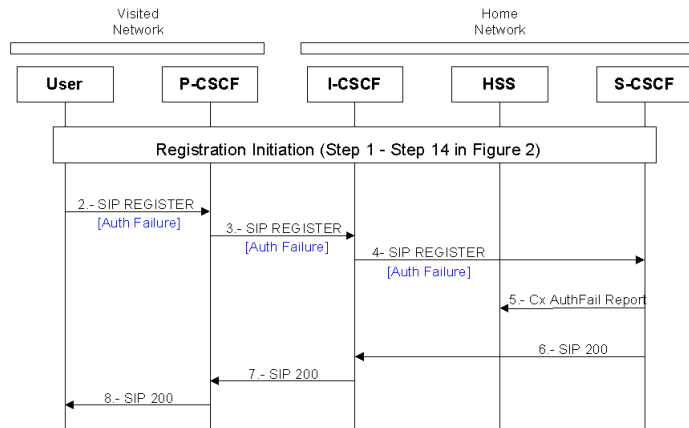 Visited
Network
Home
Network
User
P-CSCF
I-CSCF
HSS
S-CSCF
Registration Initiation (Step 1 - Step 14 in Figure 2)
2.- SIP REGISTER
[Auth Failure]
3.- SIP REGISTER
[Auth Failure]
4- SIP REGISTER
[Auth Failure]
5.- Cx AuthFail Report
6.- SIP 200
7.- SIP 200
8.- SIP 200